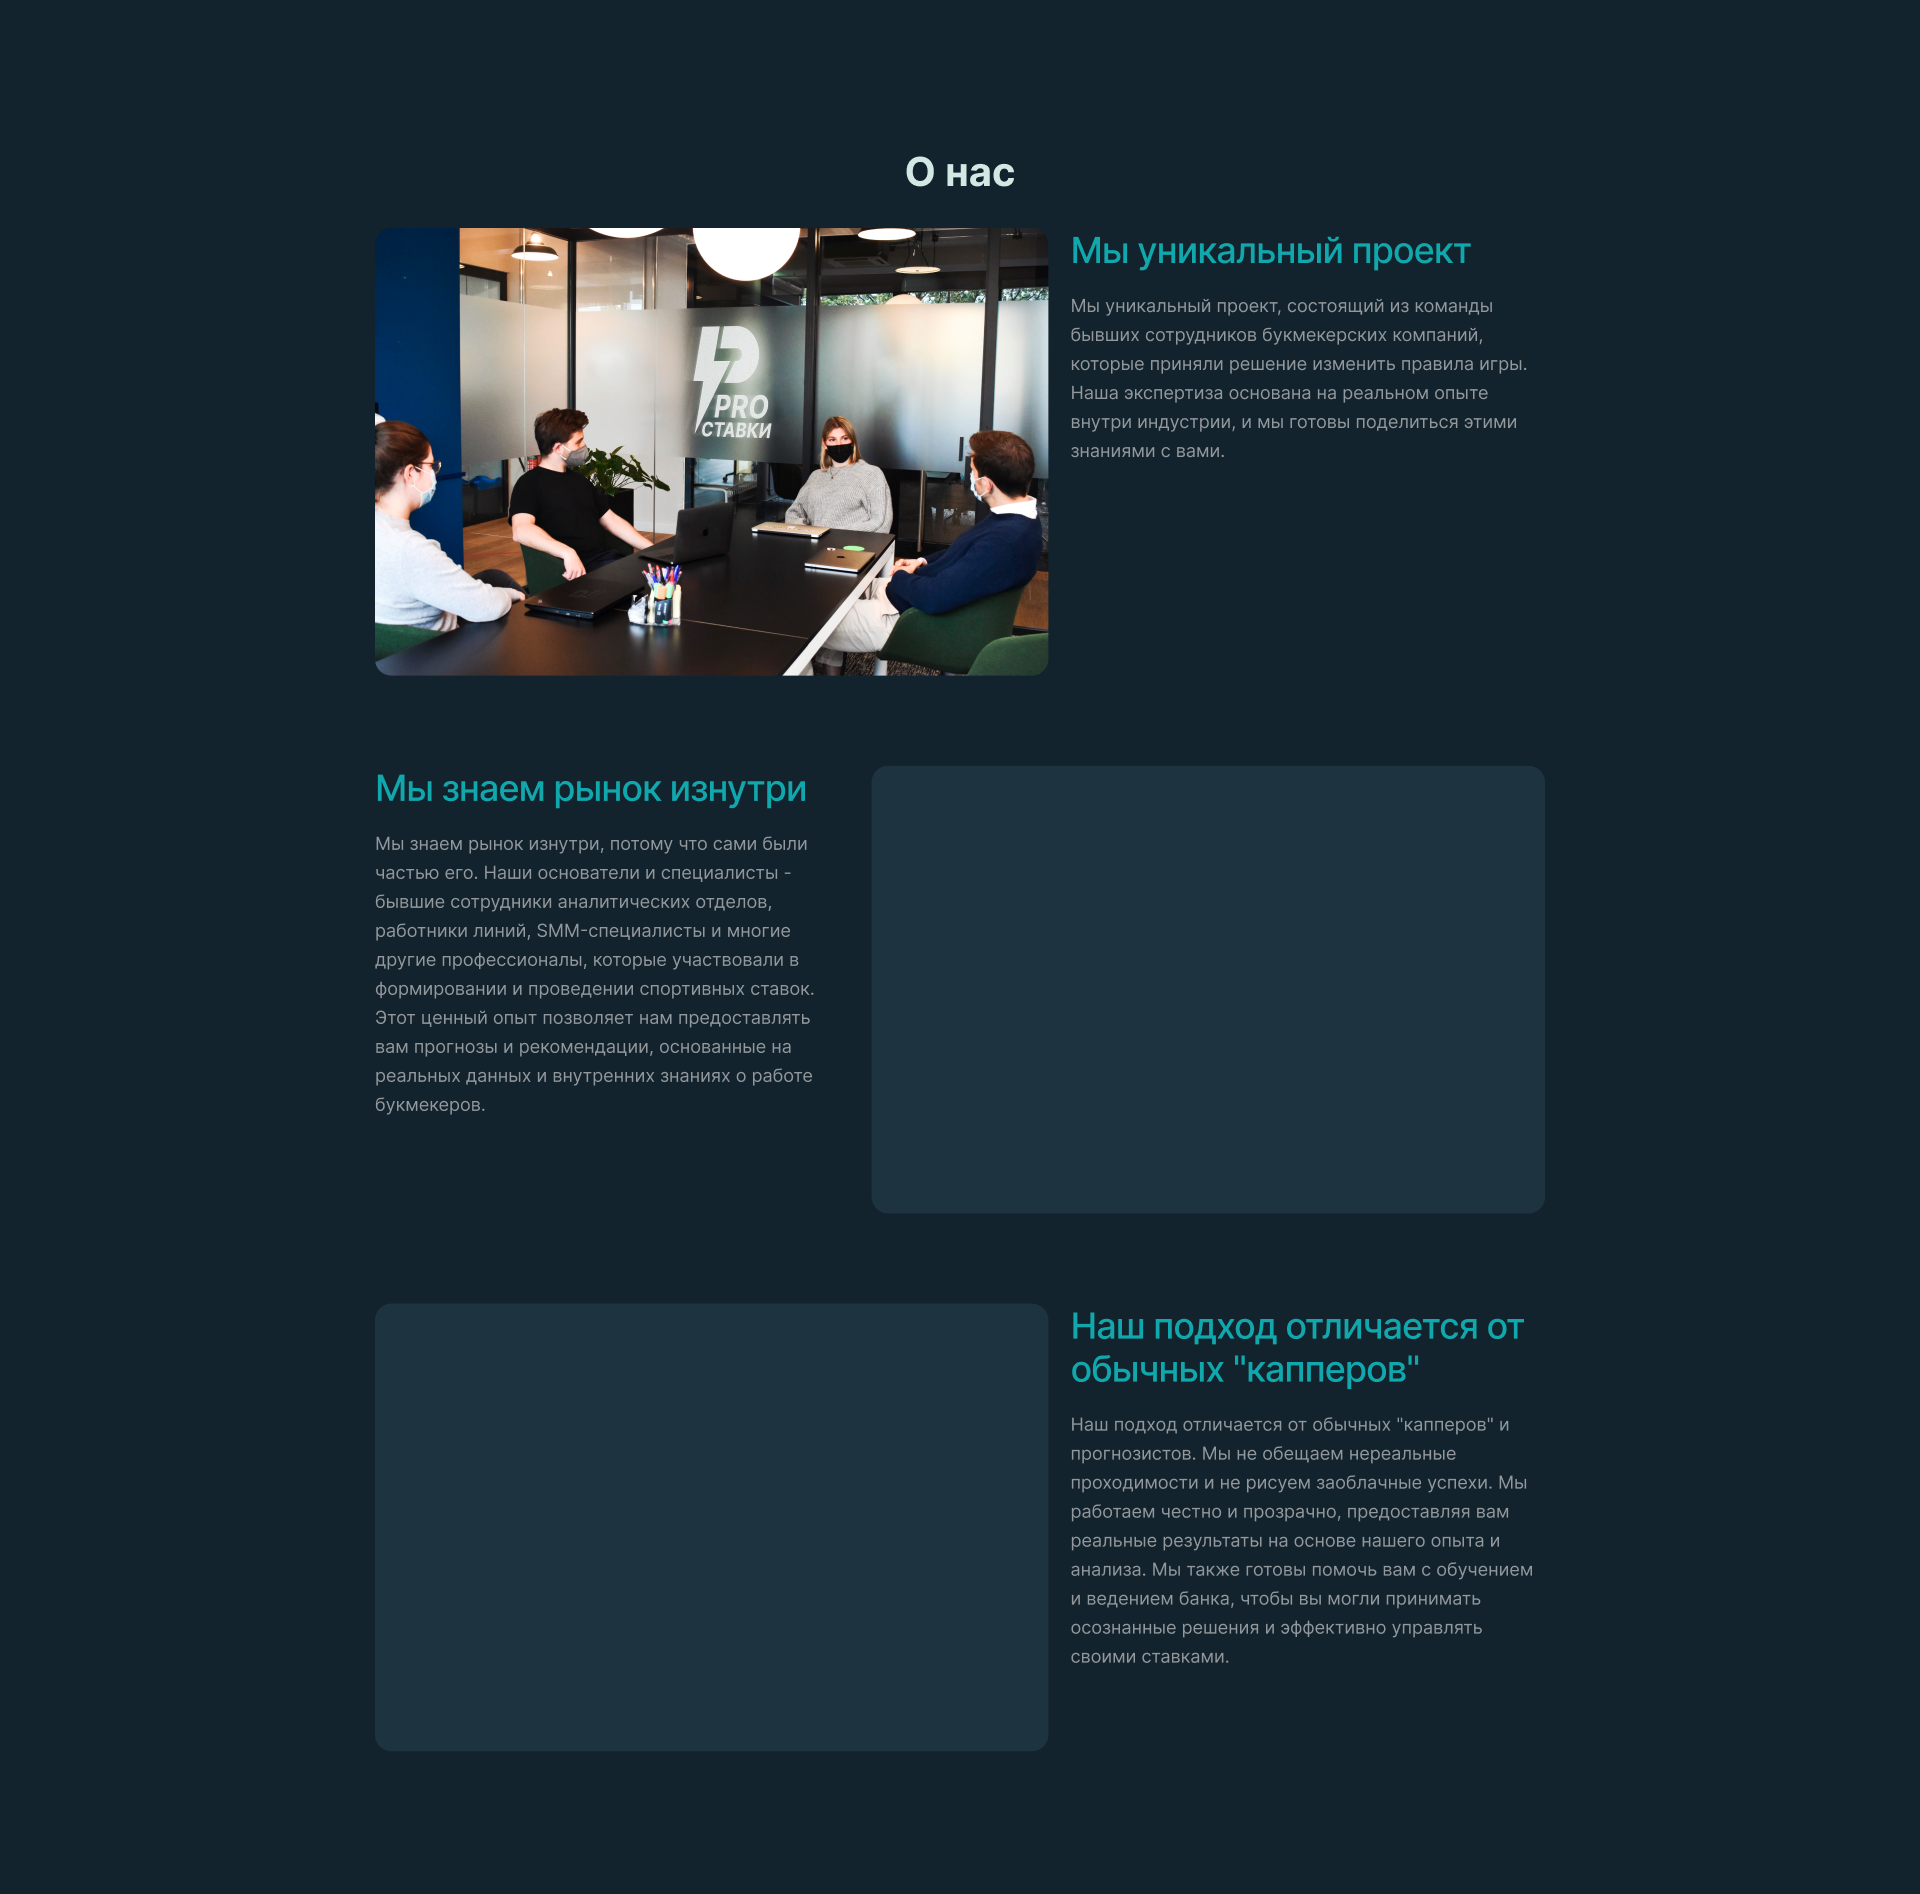 О нас
PRO
СТАВКИ
Мы уникальный проект
Мы уникальный проект, состоящий из команды
бывших сотрудников букмекерских компаний,
которые приняли решение изменить правила игры.
Наша экспертиза основана на реальном опыте
внутри индустрии, и мы готовы поделиться этими
знаниями с вами.
Мы знаем рынок изнутри
Мы знаем рынок изнутри, потому что сами были
частью его. Наши основатели и специалисты -
бывшие сотрудники аналитических отделов,
работники линий, SMM-специалисты и многие
другие профессионалы, которые участвовали в
формировании и проведении спортивных ставок.
Этот ценный опыт позволяет нам предоставлять
вам прогнозы и рекомендации, основанные на
реальных данных и внутренних знаниях о работе
букмекеров.
Наш подход отличается от
обычных "капперов"
Наш подход отличается от обычных "капперов" и
прогнозистов. Мы не обещаем нереальные
проходимости и не рисуем заоблачные успехи. Мы
работаем честно и прозрачно, предоставляя вам
реальные результаты на основе нашего опыта и
анализа. Мы также готовы помочь вам с обучением
и ведением банка, чтобы вы могли принимать
осознанные решения и эффективно управлять
своими ставками.